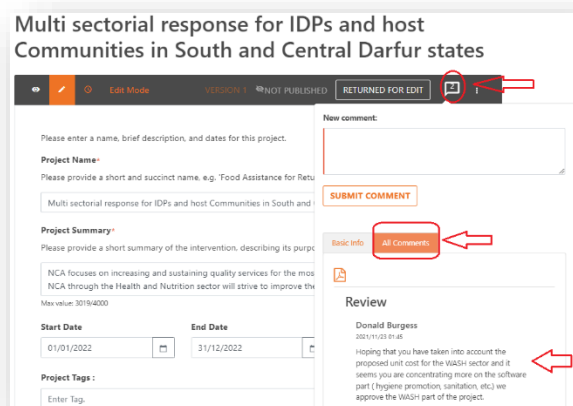 Multi sectorial response for IDPs and host
Communities in South and Central Darfur states
Edit Mode
VERSION 1
NOT PUBLISHED
RETURNED FOR EDIT
2
Please enter a name, brief description, and dates for this project.
Project Name*
Please provide a short and succinct name, e.g. 'Food Assistance for Retu
Multi sectorial response for IDPs and host Communities in South and
Project Summary*
Please provide a short summary of the intervention, describing its purpo
NCA focuses on increasing and sustaining quality services for the mos
NCA through the Health and Nutrition sector will strive to improve the
Max value: 3019/4000
Start Date
End Date
01/01/2022
31/12/2022
Project Tags :
Enter Tag.
New comment:
SUBMIT COMMENT
Basic Info
All Comments
Review
Donald Burgess
2021/11/23 01:45
Hoping that you have taken into account the
proposed unit cost for the WASH sector and it
seems you are concentrating more on the software
part ( hygiene promotion, sanitation, etc.) we
approve the WASH part of the project.